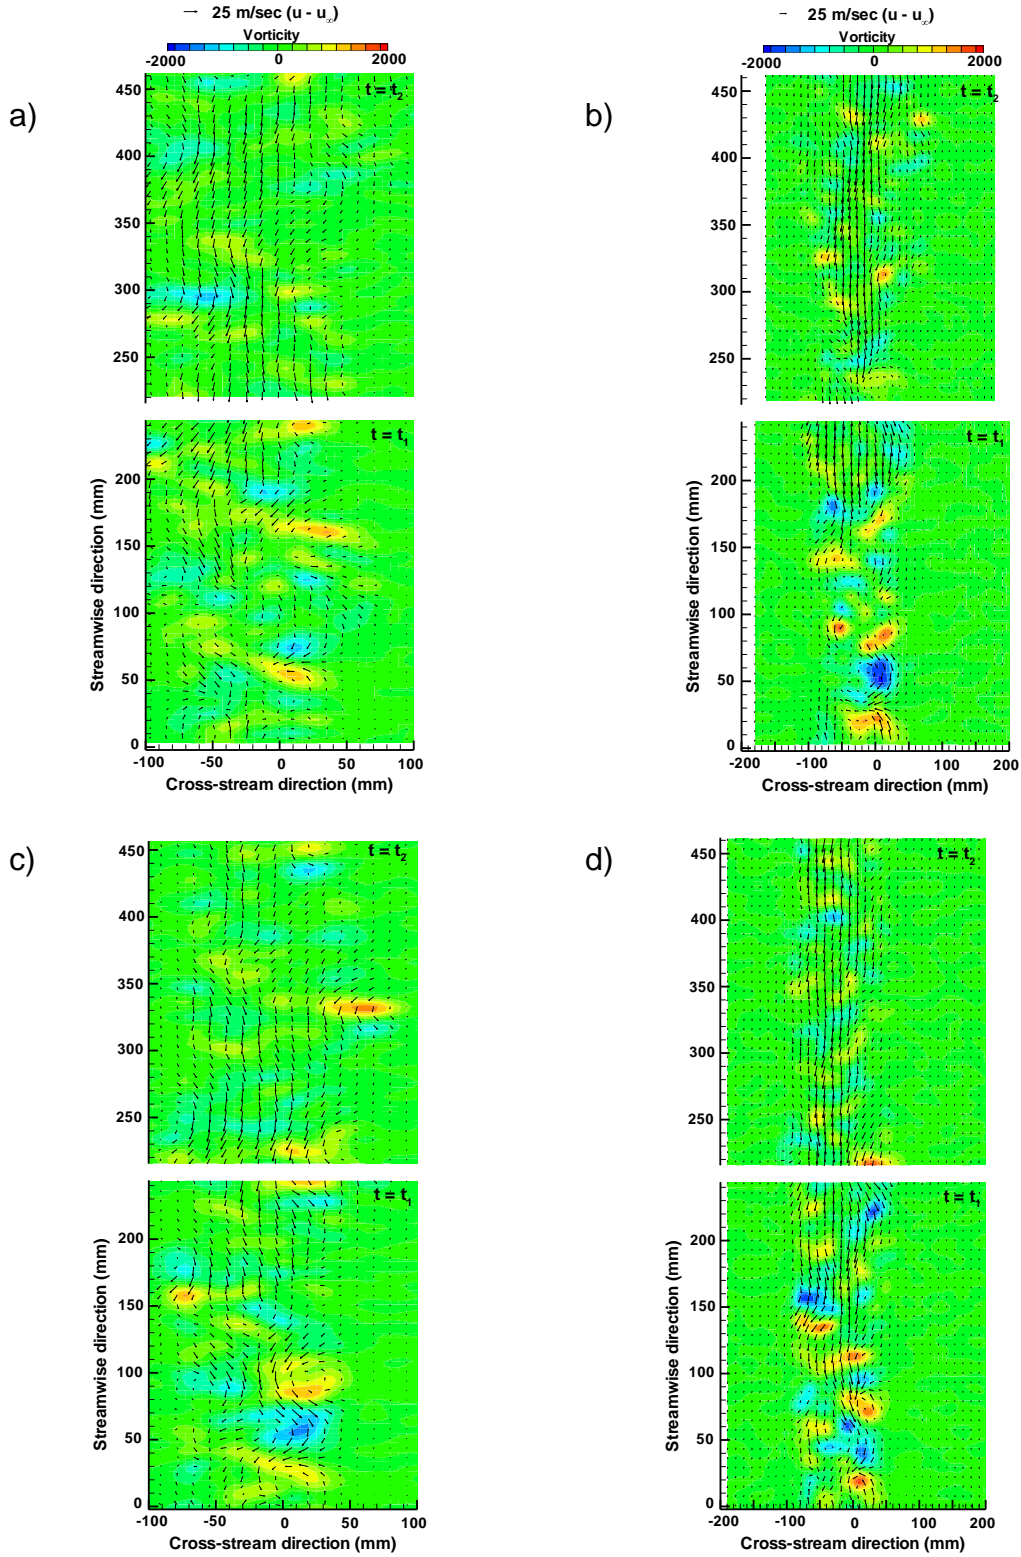 25 m/sec (u - u∞)
Vorticity
-2000 0 2000
a)
t = t2
450
400
350
300
250
t = t1
200
150
100
50
0
Streamwise direction (mm)
-100 -50 0 50 100
Cross-stream direction (mm)
25 m/sec (u - u∞)
Vorticity
-2000 0 2000
b)
t = t2
450
400
350
300
250
t = t1
200
150
100
50
0
Streamwise direction (mm)
-200 -100 0 100 200
Cross-stream direction (mm)
c)
t = t2
450
400
350
300
250
t = t1
200
150
100
50
0
Streamwise direction (mm)
-100 -50 0 50 100
Cross-stream direction (mm)
d)
t = t2
450
400
350
300
250
t = t1
200
150
100
50
0
Streamwise direction (mm)
-200 -100 0 100 200
Cross-stream direction (mm)